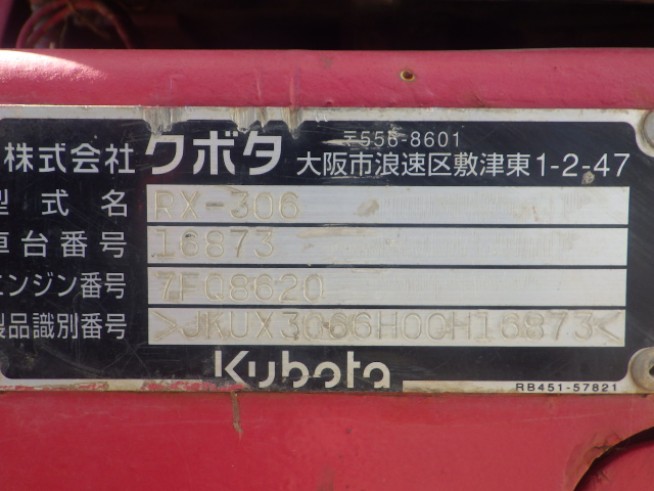 〒556-8601
株式会社 クボタ 大阪市浪速区敷津東1-2-47
型式名 RX-306
車台番号 16873
エンジン番号 7FQ8620
製品識別番号 >JKUX3066H00H16873<
Kubota
RB451-57821